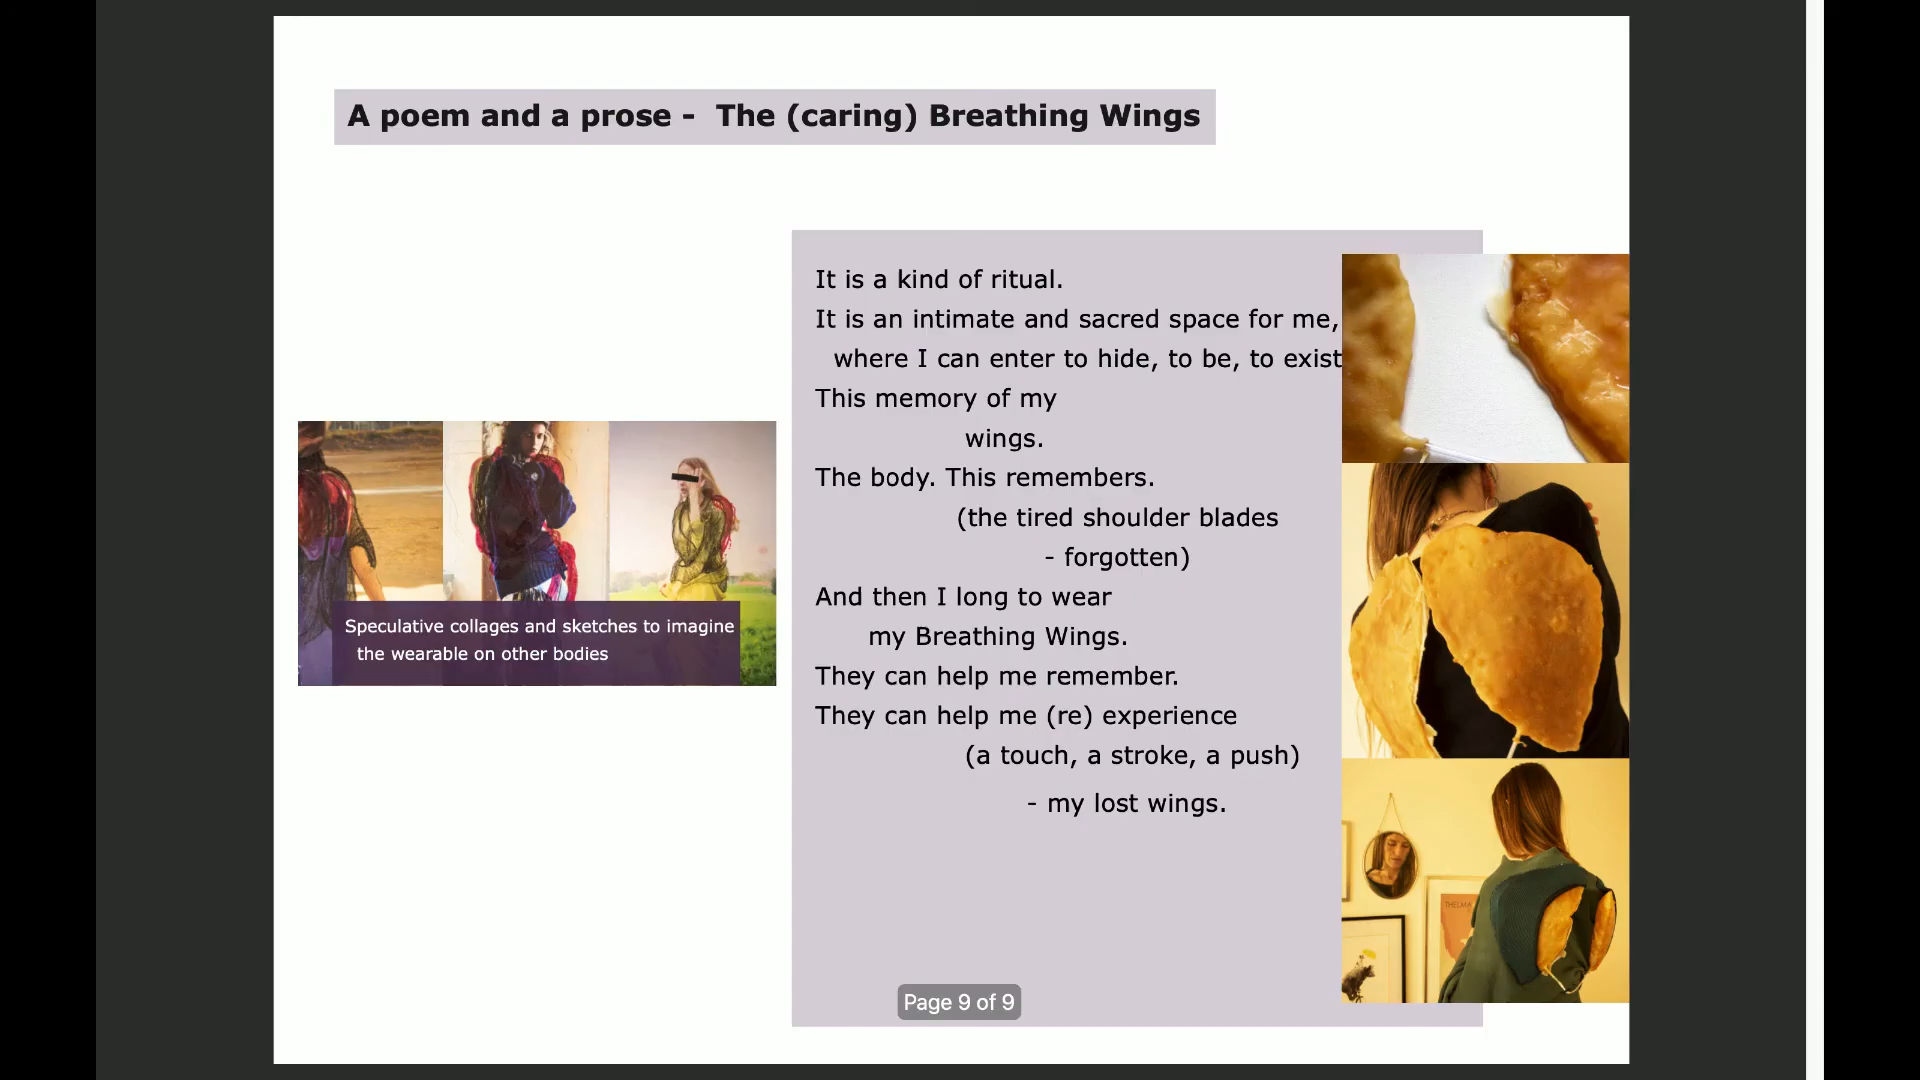 A poem and a prose - The (caring) Breathing Wings
Speculative collages and sketches to imagine
the wearable on other bodies
It is a kind of ritual.
It is an intimate and sacred space for me,
where I can enter to hide, to be, to exist
This memory of my
wings.
The body. This remembers.
(the tired shoulder blades
- forgotten)
And then I long to wear
my Breathing Wings.
They can help me remember.
They can help me (re) experience
(a touch, a stroke, a push)
- my lost wings.
THELMA
Page 9 of 9